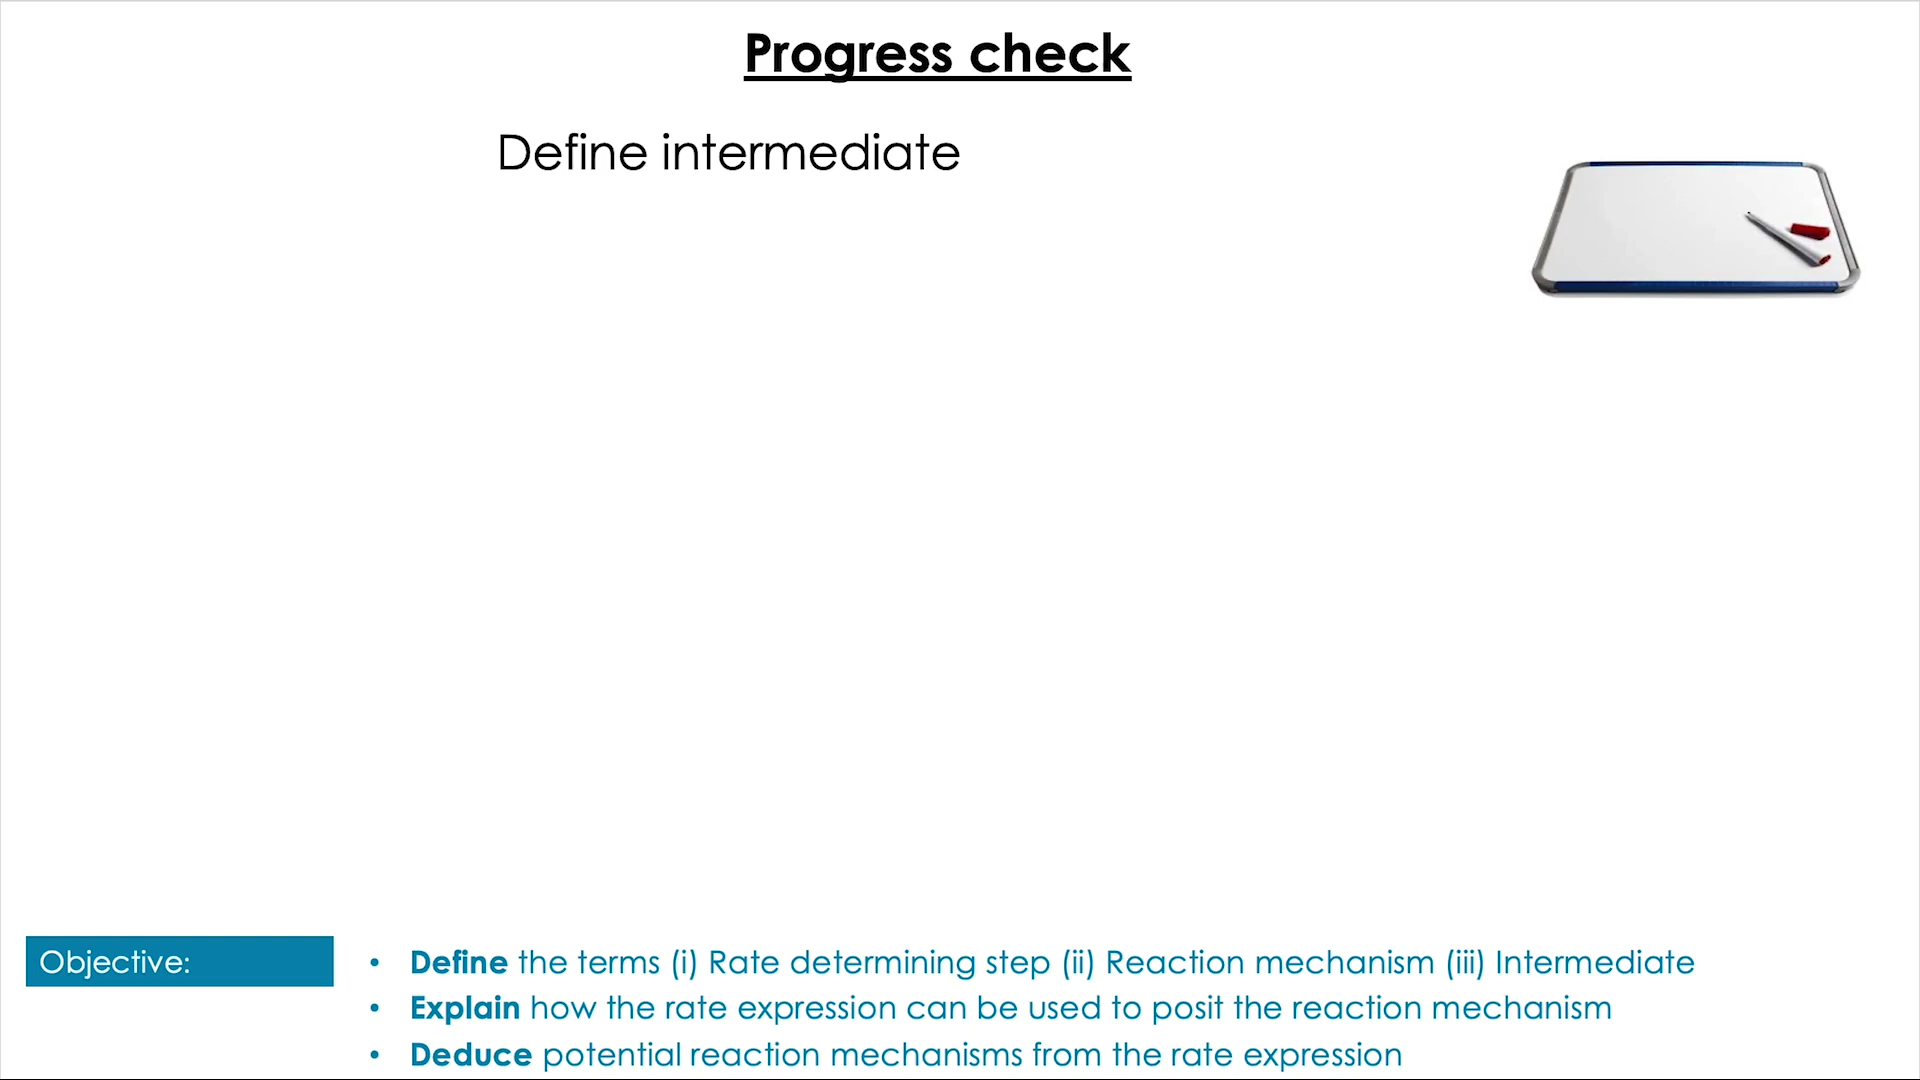 Progress check
Define intermediate
Objective:
• Define the terms (i) Rate determining step (ii) Reaction mechanism (iii) Intermediate
• Explain how the rate expression can be used to posit the reaction mechanism
• Deduce potential reaction mechanisms from the rate expression